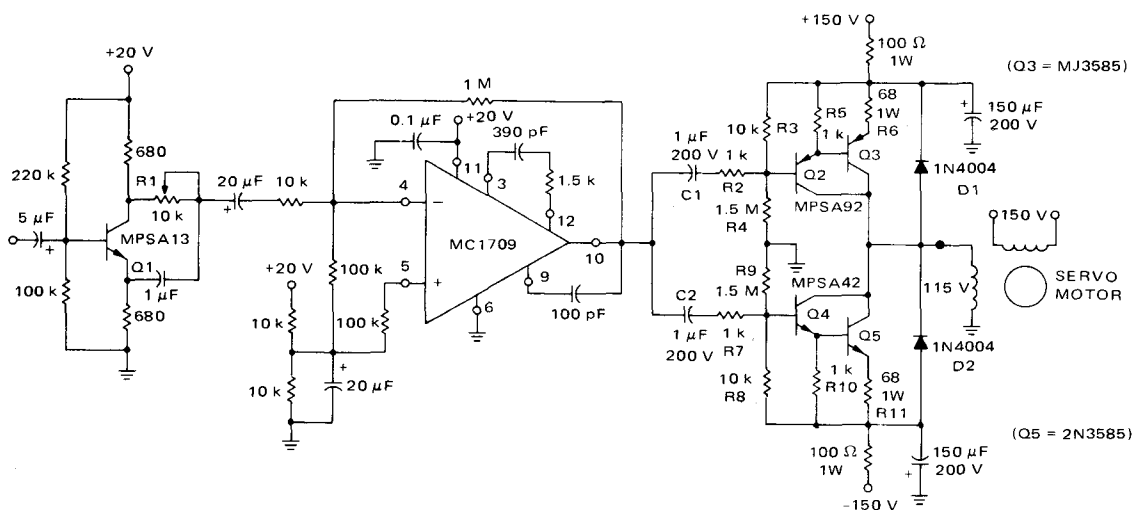 +20 V
680
220 k
R1
10 k
5 μF
+
MPSA13
Q1
1 μF
100 k
680
20 μF
+
10 k
1 M
0.1 μF
+20 V
390 pF
11
3
1.5 k
12
4
−
MC1709
10
5
+
9
6
100 pF
+20 V
100 k
100 k
10 k
10 k
+
20 μF
+150 V
100 Ω
1W
(Q3 = MJ3585)
68
1W
R6
R5
1 k
10 k
R3
1 μF
200 V
C1
1 k
R2
Q2
Q3
MPSA92
1.5 M
R4
+
150 μF
200 V
1N4004
D1
150 V
SERVO
MOTOR
115 V
R9
1.5 M
MPSA42
C2
1 μF
200 V
1 k
R7
Q4
Q5
10 k
R8
1 k
R10
68
1W
R11
1N4004
D2
(Q5 = 2N3585)
100 Ω
1W
+
150 μF
200 V
−150 V